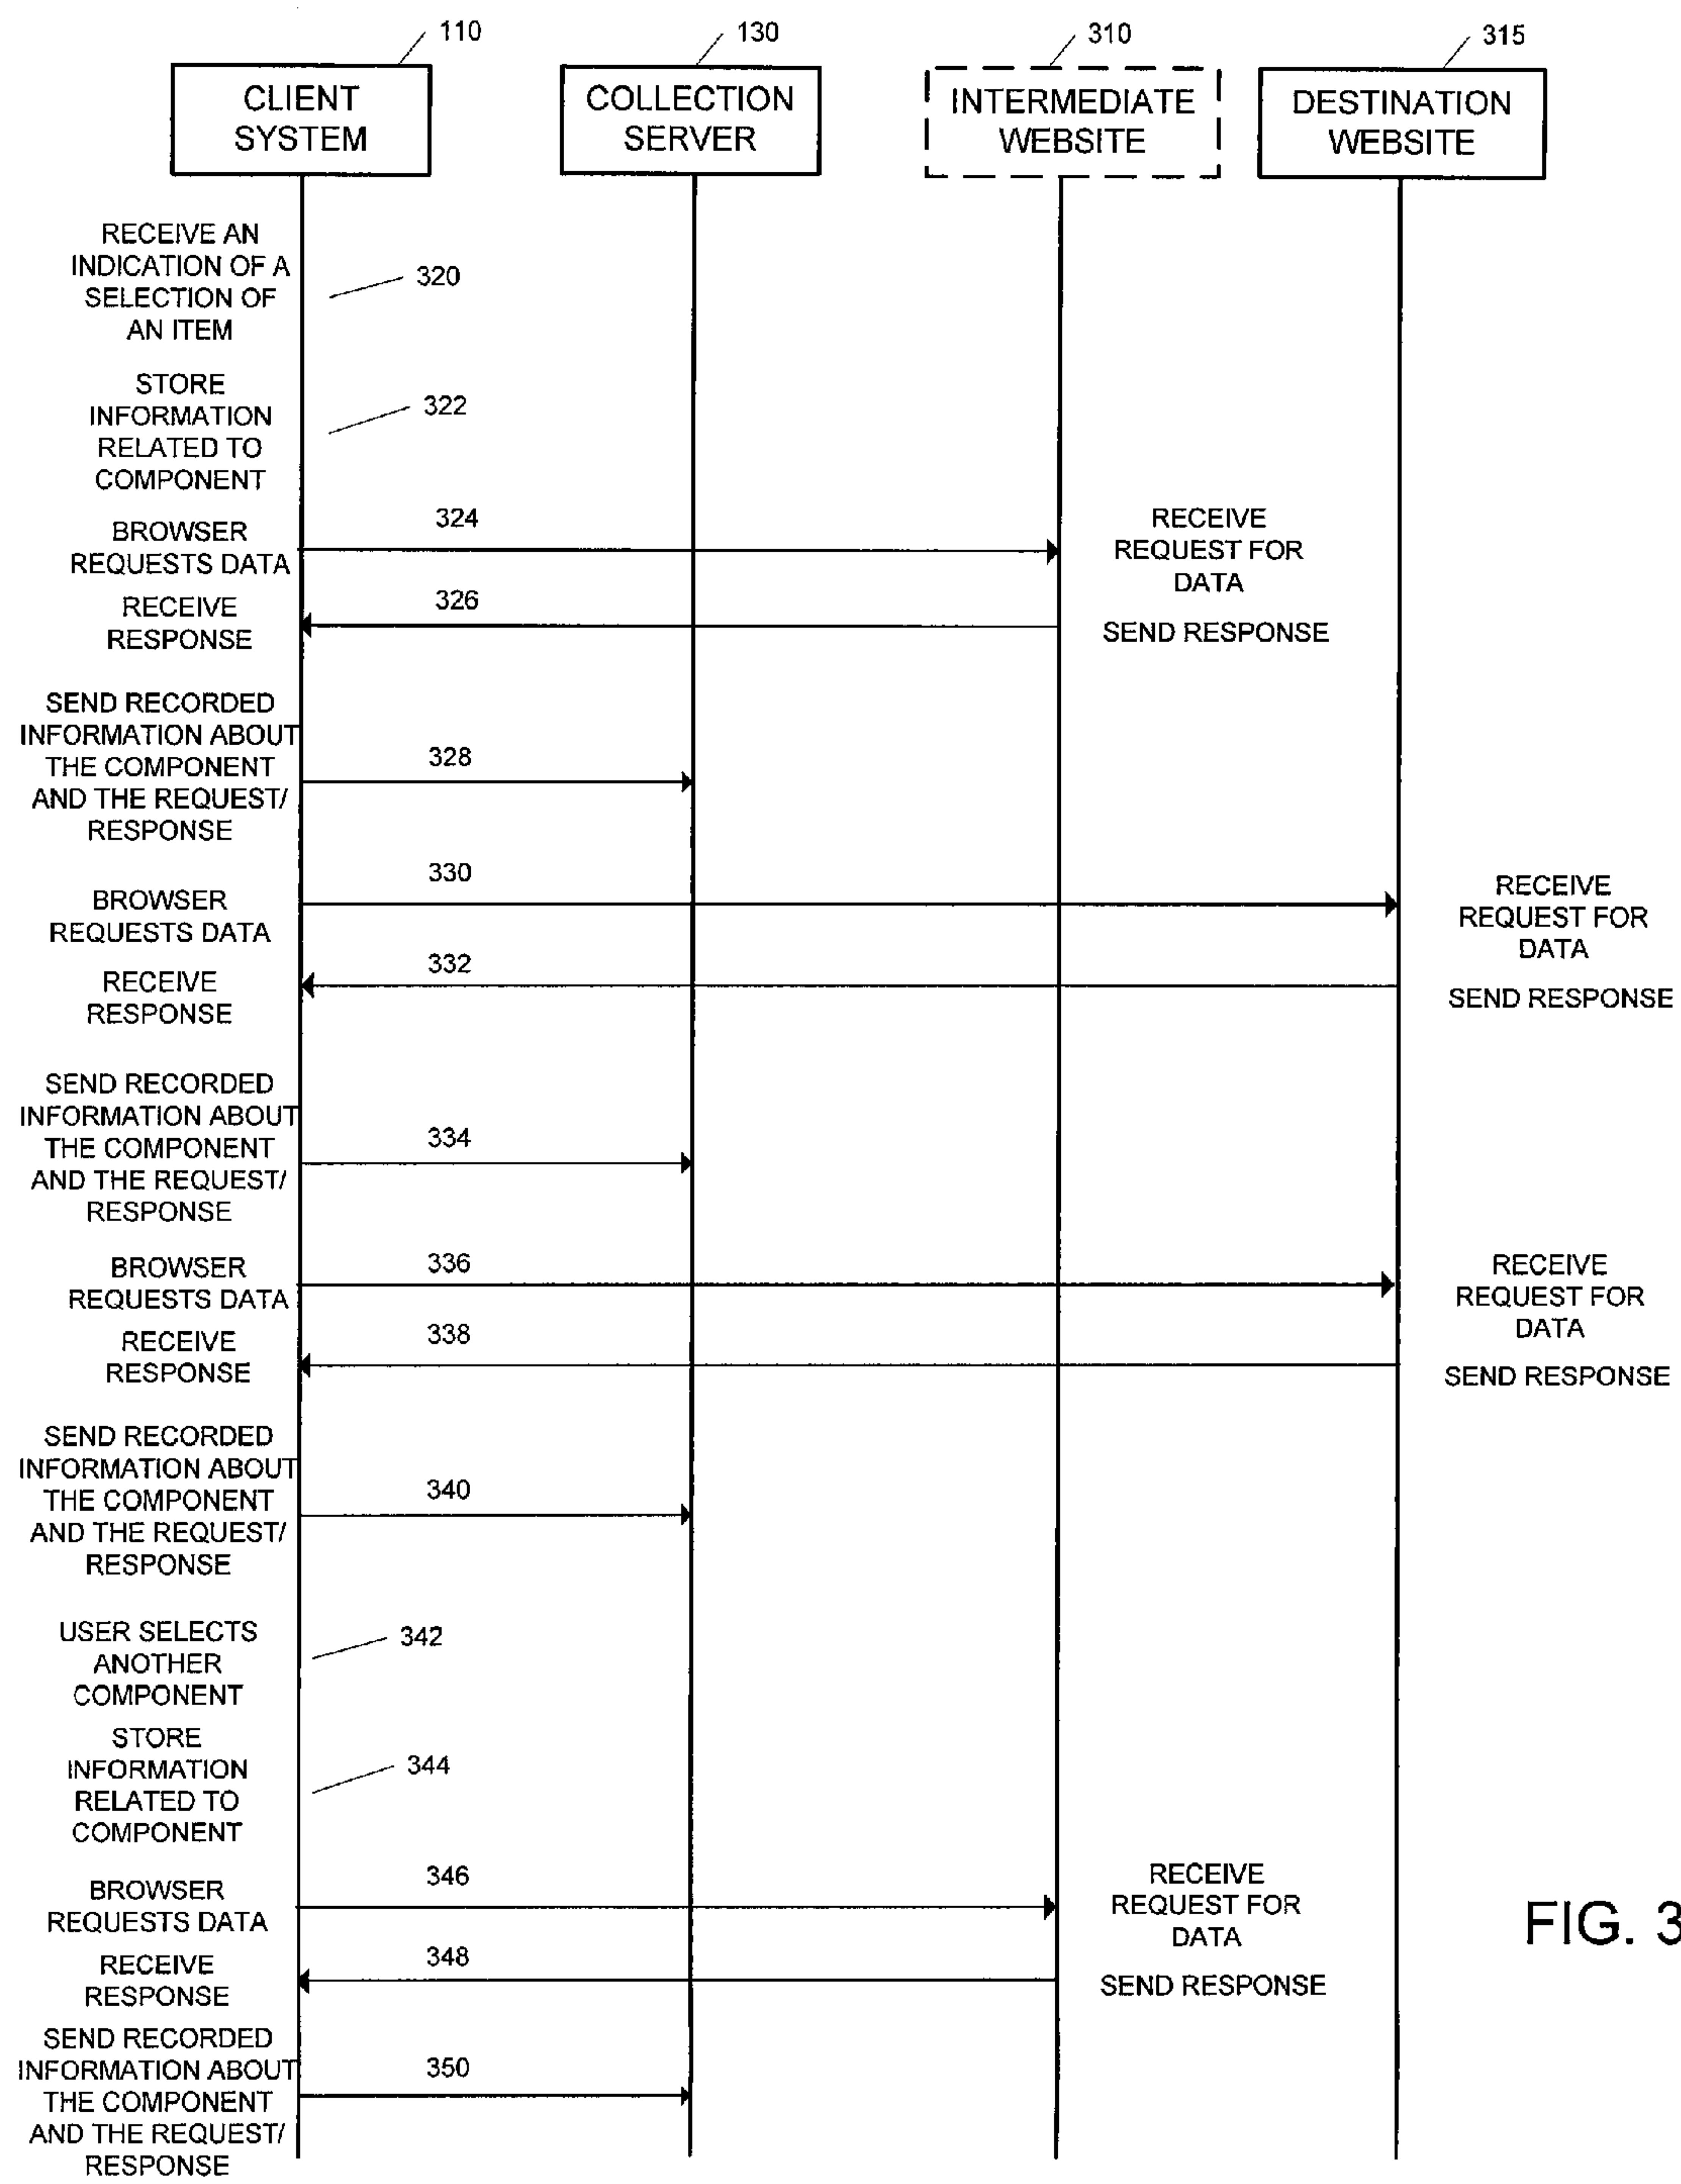 110
130
310
315
CLIENT
SYSTEM
COLLECTION
SERVER
INTERMEDIATE
WEBSITE
DESTINATION
WEBSITE
RECEIVE AN
INDICATION OF A
SELECTION OF
AN ITEM
320
STORE
INFORMATION
RELATED TO
COMPONENT
322
BROWSER
REQUESTS DATA
324
RECEIVE
REQUEST FOR
DATA
RECEIVE
RESPONSE
326
SEND RESPONSE
SEND RECORDED
INFORMATION ABOUT
THE COMPONENT
AND THE REQUEST/
RESPONSE
328
BROWSER
REQUESTS DATA
330
RECEIVE
REQUEST FOR
DATA
RECEIVE
RESPONSE
332
SEND RESPONSE
SEND RECORDED
INFORMATION ABOUT
THE COMPONENT
AND THE REQUEST/
RESPONSE
334
BROWSER
REQUESTS DATA
336
RECEIVE
REQUEST FOR
DATA
RECEIVE
RESPONSE
338
SEND RESPONSE
SEND RECORDED
INFORMATION ABOUT
THE COMPONENT
AND THE REQUEST/
RESPONSE
340
USER SELECTS
ANOTHER
COMPONENT
342
STORE
INFORMATION
RELATED TO
COMPONENT
344
BROWSER
REQUESTS DATA
346
RECEIVE
REQUEST FOR
DATA
RECEIVE
RESPONSE
348
SEND RESPONSE
SEND RECORDED
INFORMATION ABOUT
THE COMPONENT
AND THE REQUEST/
RESPONSE
350
FIG. 3